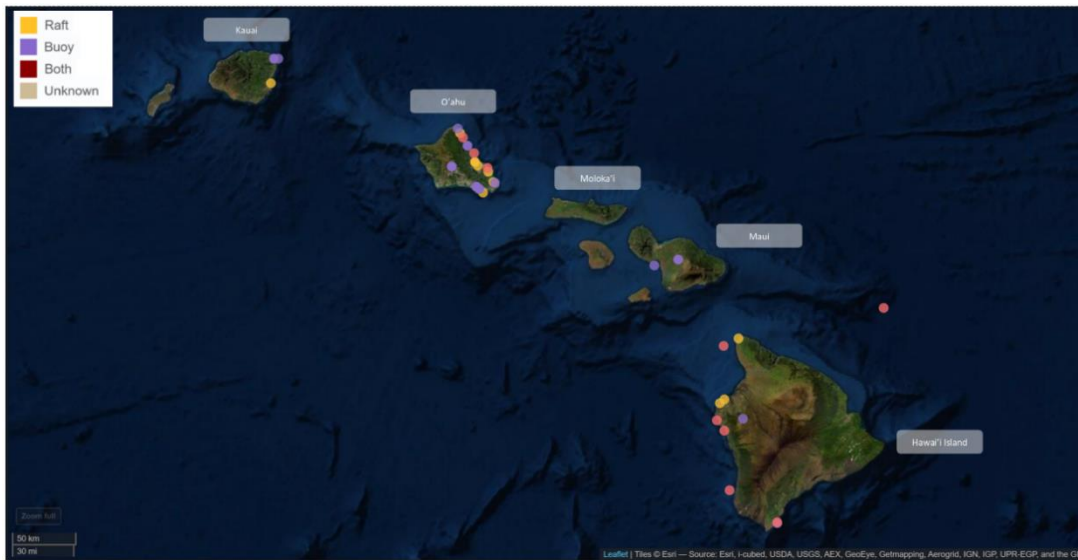 Raft
Buoy
Both
Unknown
Kauai
O'ahu
Moloka'i
Maui
Hawai'i Island
Zoom full
50 km
30 mi
Leaflet | Tiles © Esri — Source: Esri, i-cubed, USDA, USGS, AEX, GeoEye, Getmapping, Aerogrid, IGN, IGP, UPR-EGP, and the G